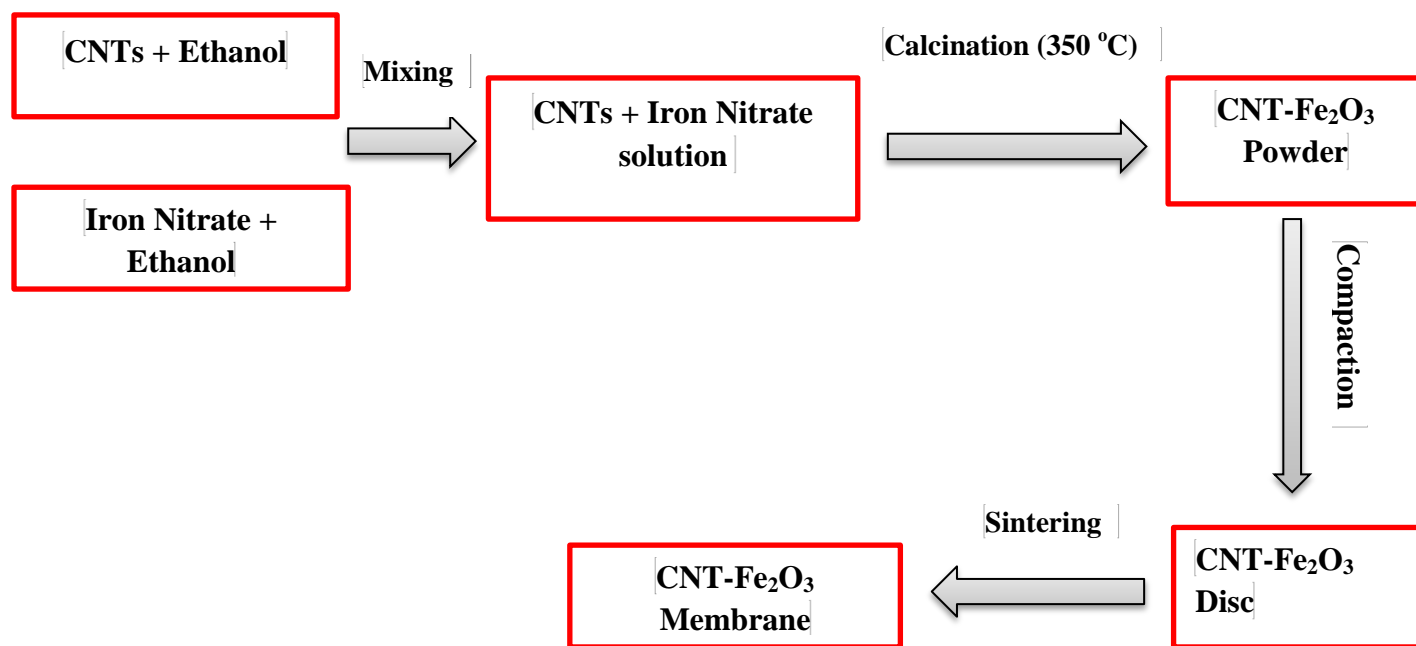 CNTs + Ethanol
Mixing
Iron Nitrate +
Ethanol
CNTs + Iron Nitrate
solution
Calcination (350 °C)
CNT-Fe₂O₃
Powder
Compaction
CNT-Fe₂O₃
Disc
Sintering
CNT-Fe₂O₃
Membrane